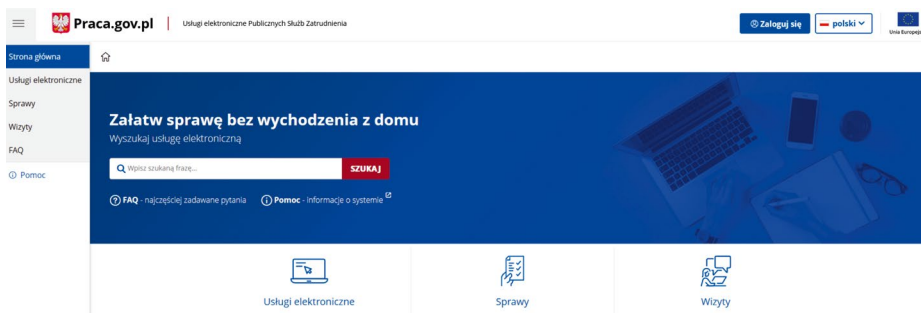 Praca.gov.pl
Usługi elektroniczne Publicznych Służb Zatrudnienia
Zaloguj się
polski
Unia Europejs
Strona główna
Usługi elektroniczne
Sprawy
Wizyty
FAQ
Pomoc
Załatw sprawę bez wychodzenia z domu
Wyszukaj usługę elektroniczną
Wpisz szukaną frazę...
SZUKAJ
FAQ - najczęściej zadawane pytania
Pomoc - informacje o systemie
Usługi elektroniczne
Sprawy
Wizyty